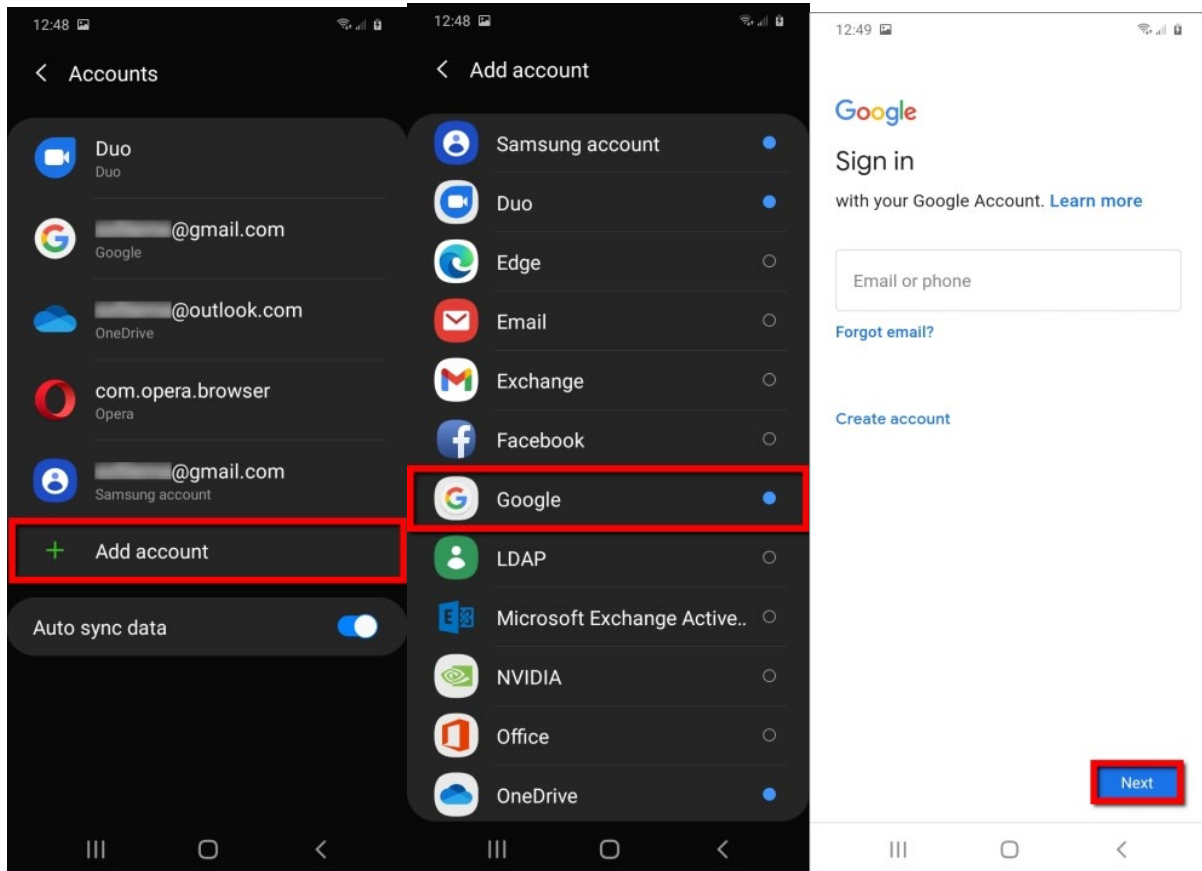 12:48
Accounts
Duo
Duo
@gmail.com
Google
@outlook.com
OneDrive
com.opera.browser
Opera
@gmail.com
Samsung account
Add account
Auto sync data
12:48
Add account
Samsung account
Duo
Edge
Email
Exchange
Facebook
Google
LDAP
Microsoft Exchange Active..
NVIDIA
Office
OneDrive
12:49
Google
Sign in
with your Google Account. Learn more
Email or phone
Forgot email?
Create account
Next